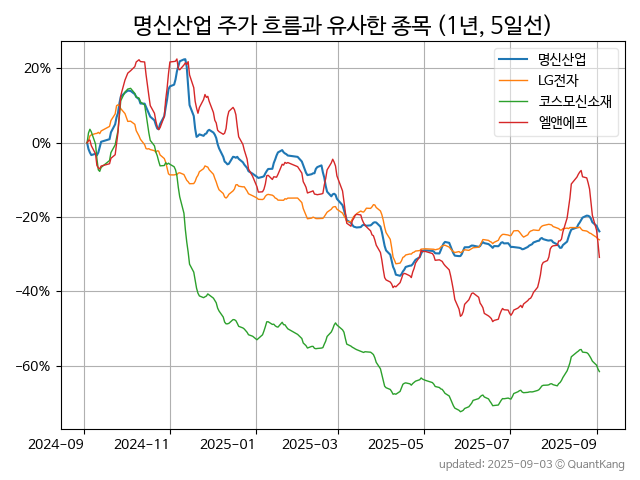 명신산업 주가 흐름과 유사한 종목 (1년, 5일선)
명신산업
LG전자
코스모신소재
엘앤에프
20%
0%
−20%
−40%
−60%
2024-09
2024-11
2025-01
2025-03
2025-05
2025-07
2025-09
updated: 2025-09-03 © QuantKang